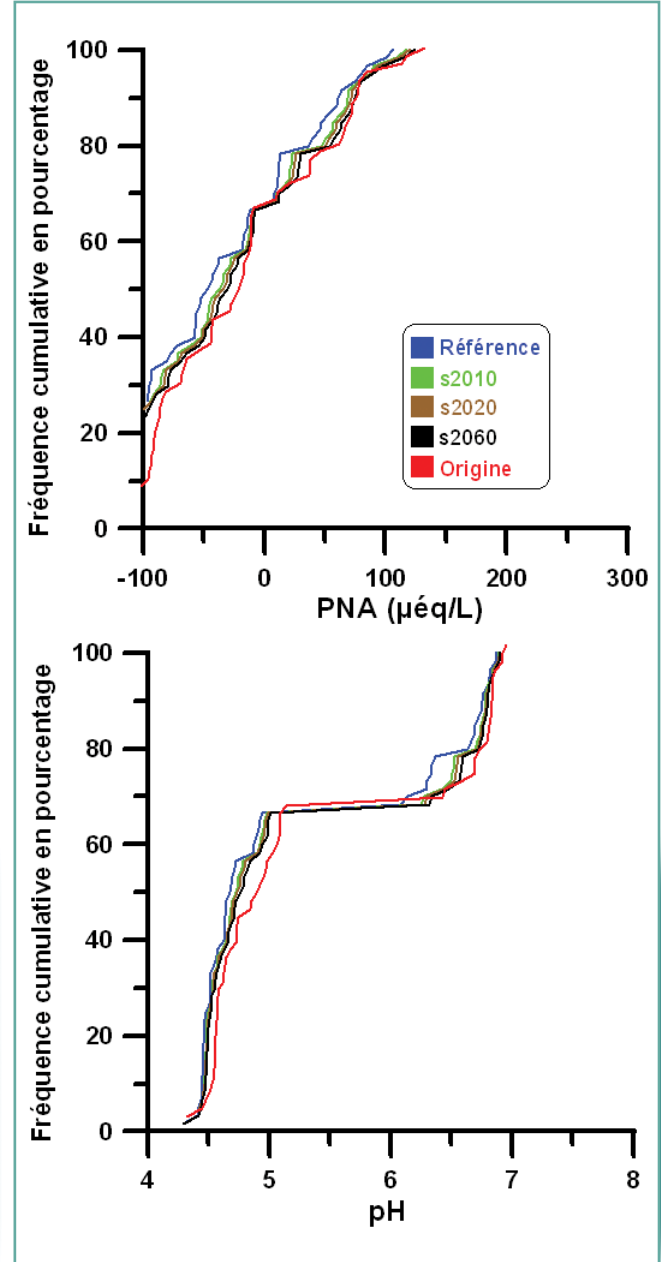 Fréquence cumulative en pourcentage
100
80
60
40
20
0
Référence
s2010
s2020
s2060
Origine
-100 0 100 200 300
PNA (µéq/L)
Fréquence cumulative en pourcentage
100
80
60
40
20
0
4 5 6 7 8
pH